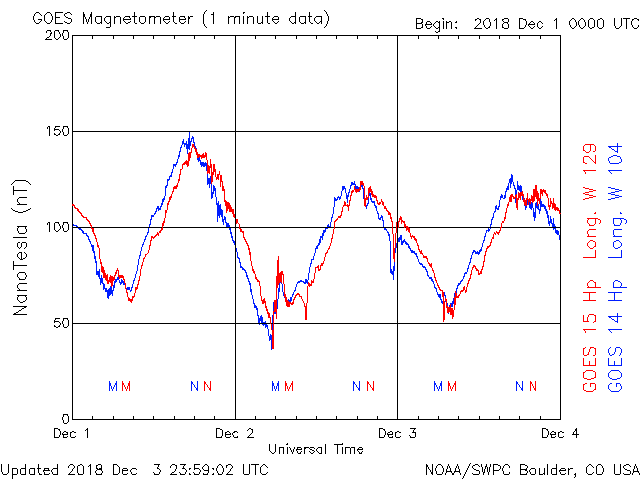 GOES Magnetometer (1 minute data)
Begin: 2018 Dec 1 0000 UTC
200
150
100
50
0
NanoTesla (nT)
M M N N M M N N M M N N
Dec 1 Dec 2 Dec 3 Dec 4
Universal Time
GOES 15 Hp Long. W 129
GOES 14 Hp Long. W 104
Updated 2018 Dec 3 23:59:02 UTC
NOAA/SWPC Boulder, CO USA